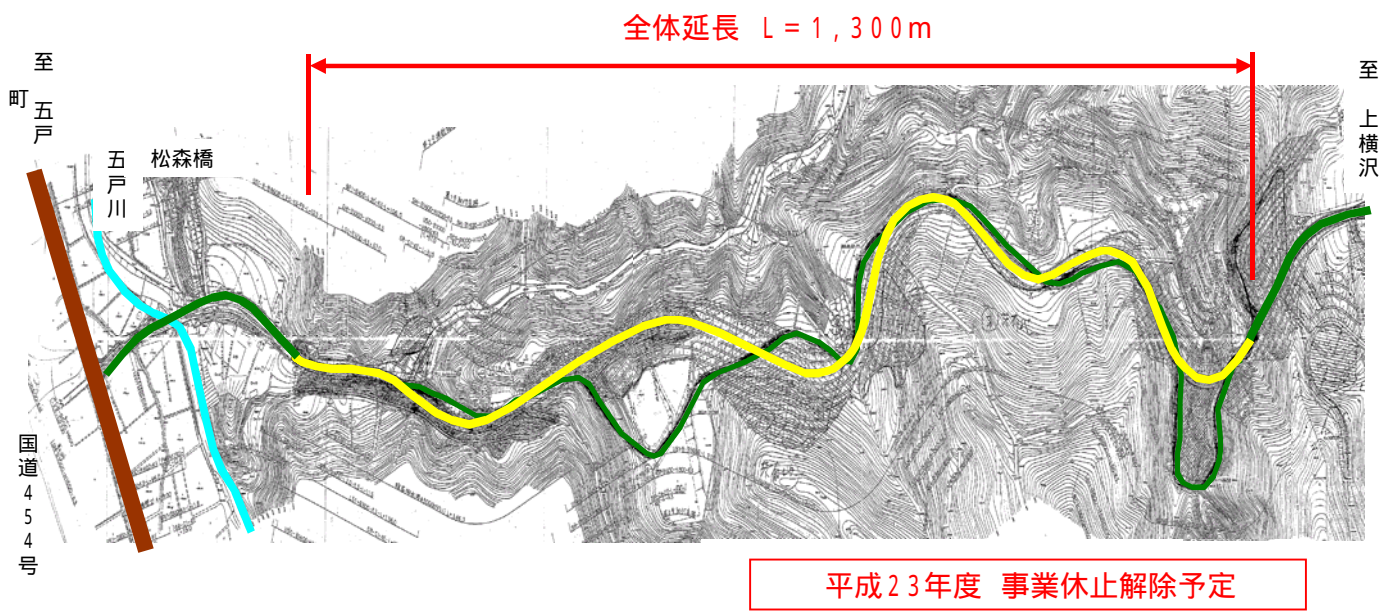 全体延長 L=1,300m
至 五戸町
五戸川
松森橋
至 上横沢
国道454号
平成23年度 事業休止解除予定